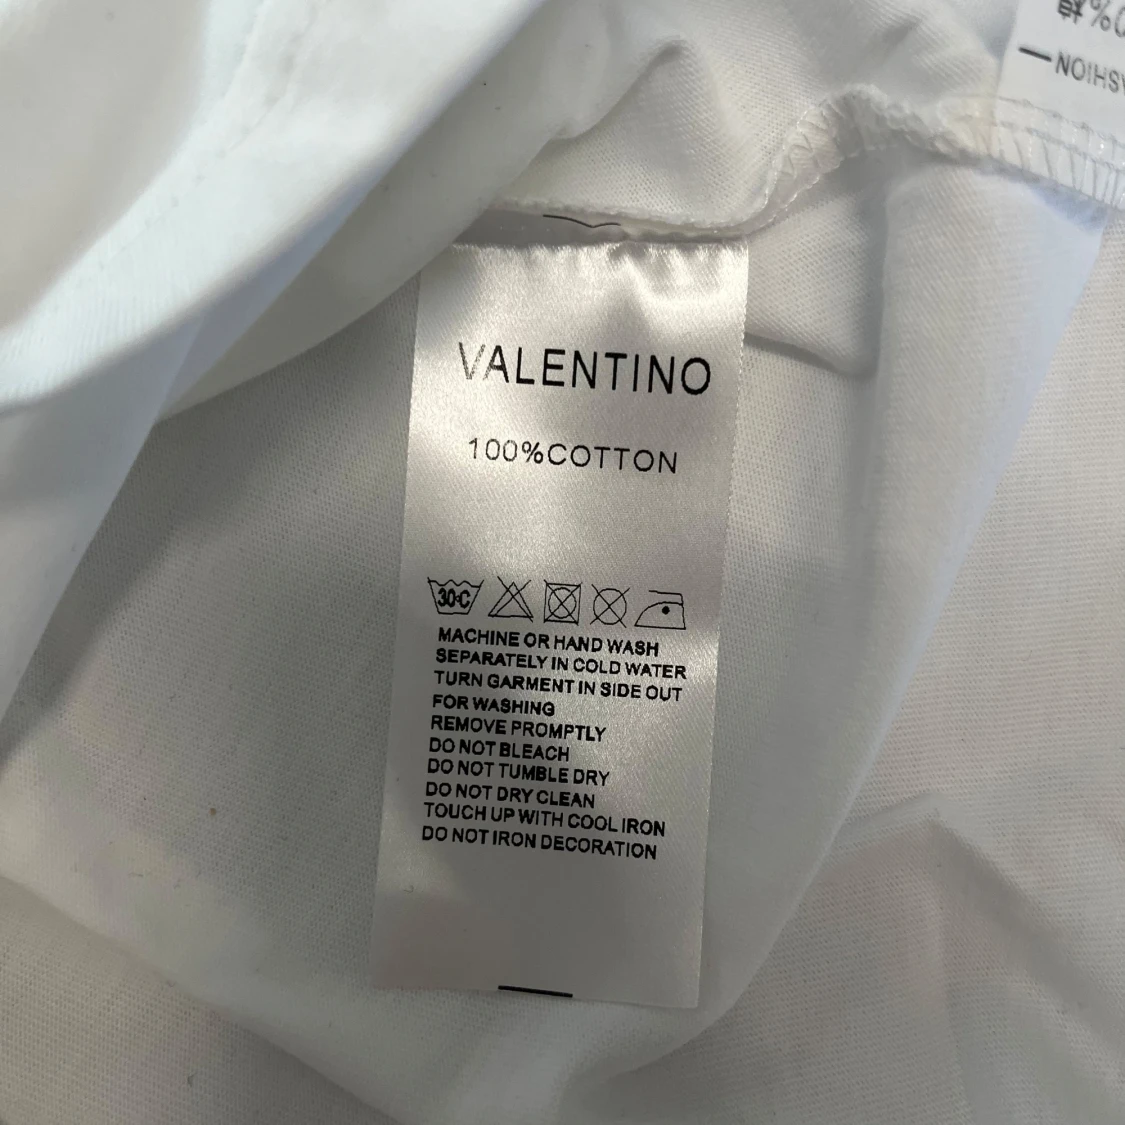 VALENTINO
100%COTTON
30°C
MACHINE OR HAND WASH
SEPARATELY IN COLD WATER
TURN GARMENT IN SIDE OUT
FOR WASHING
REMOVE PROMPTLY
DO NOT BLEACH
DO NOT TUMBLE DRY
DO NOT DRY CLEAN
TOUCH UP WITH COOL IRON
DO NOT IRON DECORATION